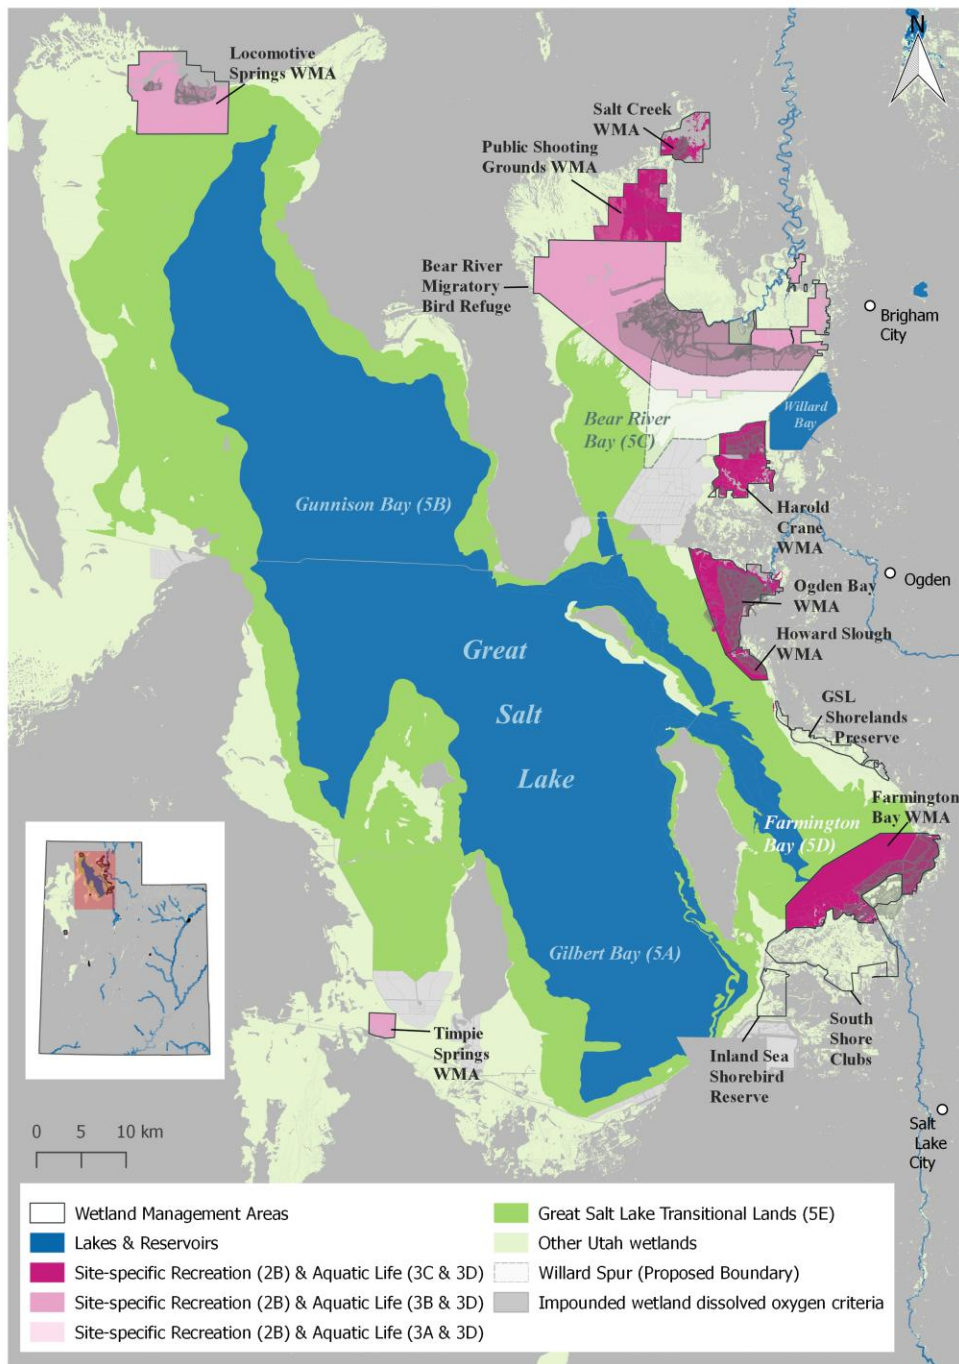 N
Locomotive
Springs WMA
Salt Creek
WMA
Public Shooting
Grounds WMA
Bear River
Migratory
Bird Refuge
Brigham
City
Willard
Bay
Bear River
Bay (5C)
Gunnison Bay (5B)
Harold
Crane
WMA
Ogden
Ogden Bay
WMA
Howard Slough
WMA
Great
Salt
Lake
GSL
Shorelands
Preserve
Farmington
Bay WMA
Farmington
Bay (5D)
Gilbert Bay (5A)
Timpie
Springs
WMA
Inland Sea
Shorebird
Reserve
South
Shore
Clubs
Salt
Lake
City
0 5 10 km
Wetland Management Areas
Lakes & Reservoirs
Site-specific Recreation (2B) & Aquatic Life (3C & 3D)
Site-specific Recreation (2B) & Aquatic Life (3B & 3D)
Site-specific Recreation (2B) & Aquatic Life (3A & 3D)
Great Salt Lake Transitional Lands (5E)
Other Utah wetlands
Willard Spur (Proposed Boundary)
Impounded wetland dissolved oxygen criteria